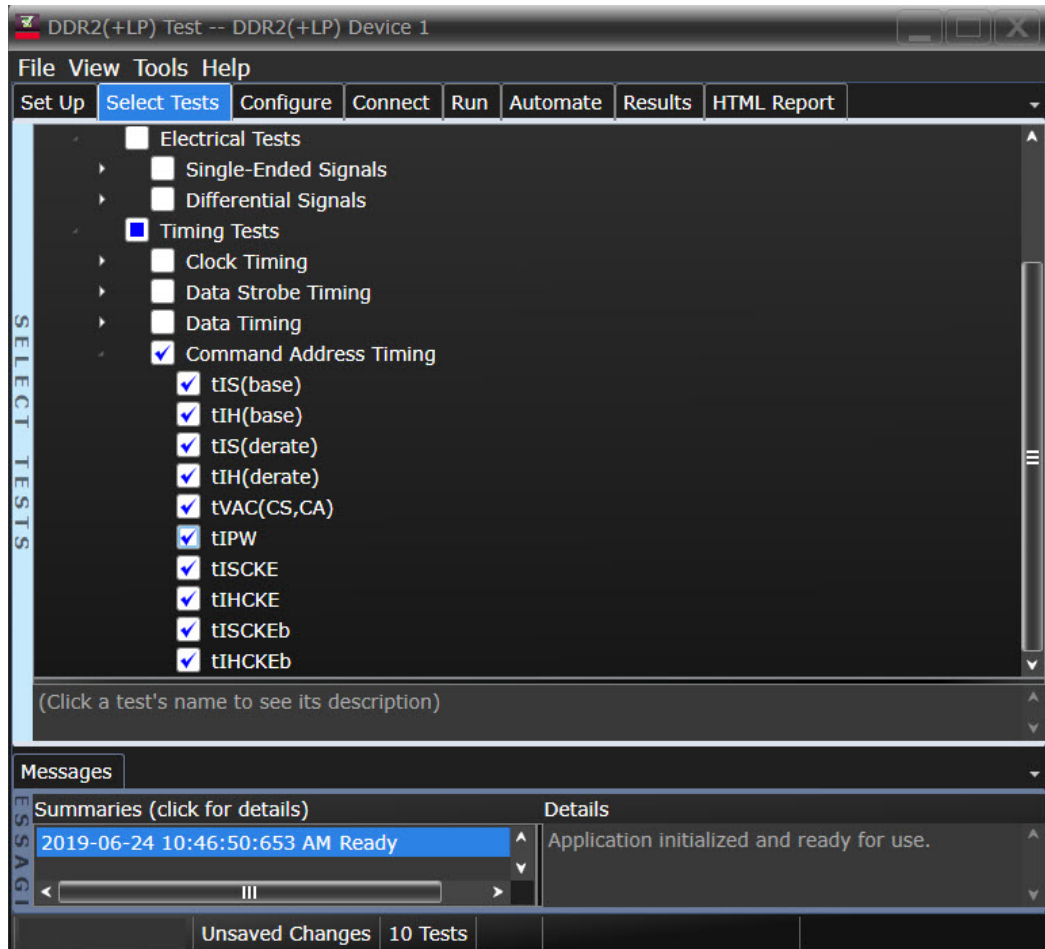 DDR2(+LP) Test -- DDR2(+LP) Device 1
File View Tools Help
Set Up Select Tests Configure Connect Run Automate Results HTML Report
SELECT TESTS
Electrical Tests
Single-Ended Signals
Differential Signals
Timing Tests
Clock Timing
Data Strobe Timing
Data Timing
Command Address Timing
tIS(base)
tIH(base)
tIS(derate)
tIH(derate)
tVAC(CS,CA)
tIPW
tISCKE
tIHCKE
tISCKEb
tIHCKEb
(Click a test's name to see its description)
Messages
ESSAGI
Summaries (click for details) Details
2019-06-24 10:46:50:653 AM Ready Application initialized and ready for use.
Unsaved Changes 10 Tests